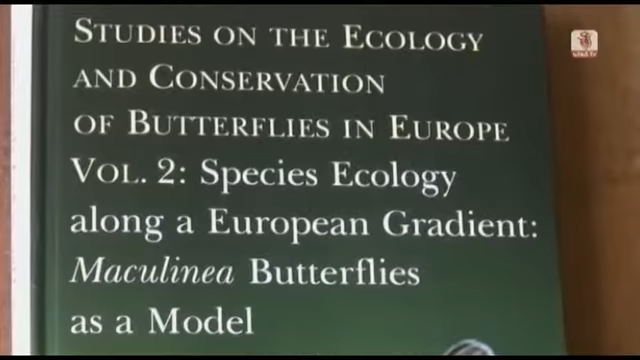 STUDIES ON THE ECOLOGY
AND CONSERVATION
OF BUTTERFLIES IN EUROPE
VOL. 2: Species Ecology
along a European Gradient:
Maculinea Butterflies
as a Model